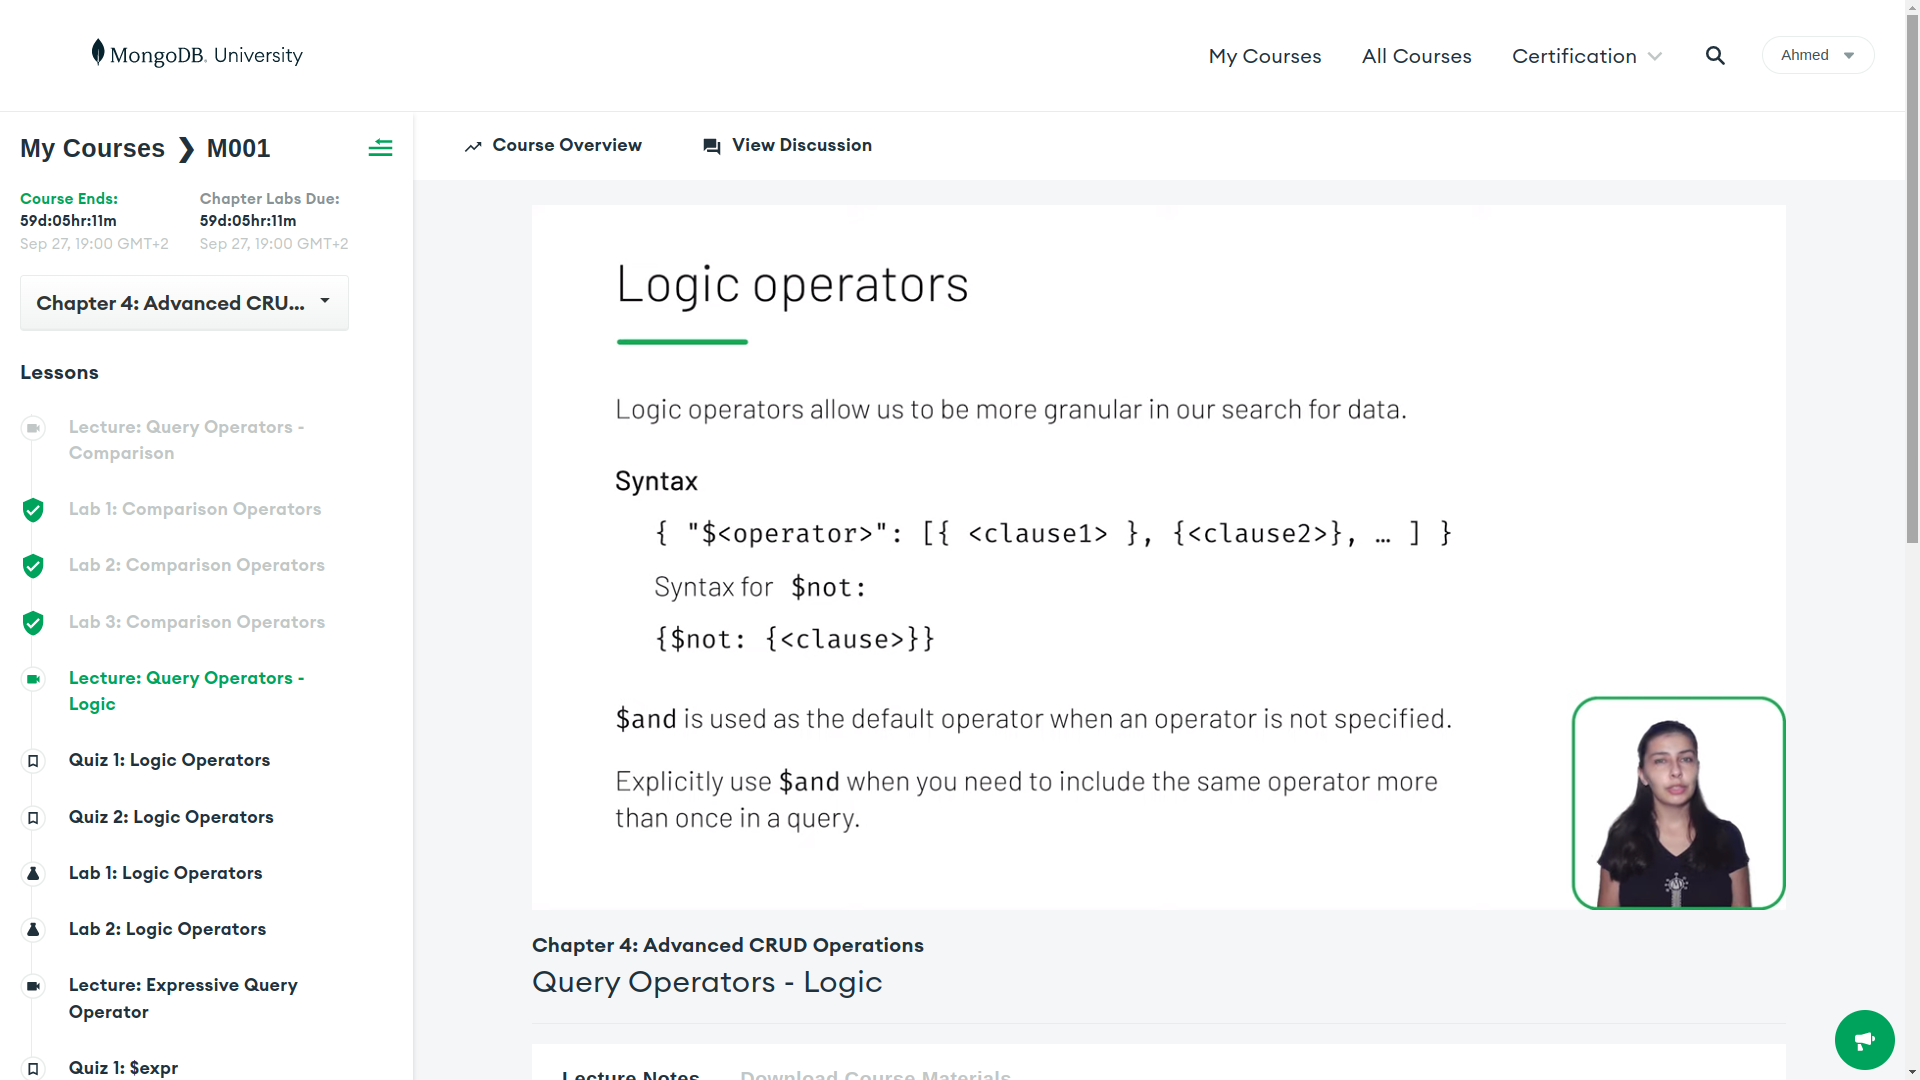 MongoDB. University
My Courses
All Courses
Certification
Ahmed
My Courses ❯ M001
Course Ends:
59d:05hr:11m
Sep 27, 19:00 GMT+2
Chapter Labs Due:
59d:05hr:11m
Sep 27, 19:00 GMT+2
Chapter 4: Advanced CRU...
Lessons
Lecture: Query Operators -
Comparison
Lab 1: Comparison Operators
Lab 2: Comparison Operators
Lab 3: Comparison Operators
Lecture: Query Operators -
Logic
Quiz 1: Logic Operators
Quiz 2: Logic Operators
Lab 1: Logic Operators
Lab 2: Logic Operators
Lecture: Expressive Query
Operator
Quiz 1: $expr
Course Overview
View Discussion
Logic operators
Logic operators allow us to be more granular in our search for data.
Syntax
{ "$<operator>": [{ <clause1> }, {<clause2>}, … ] }
Syntax for $not:
{$not: {<clause>}}
$and is used as the default operator when an operator is not specified.
Explicitly use $and when you need to include the same operator more
than once in a query.
Chapter 4: Advanced CRUD Operations
Query Operators - Logic
Lecture Notes
Download Course Materials